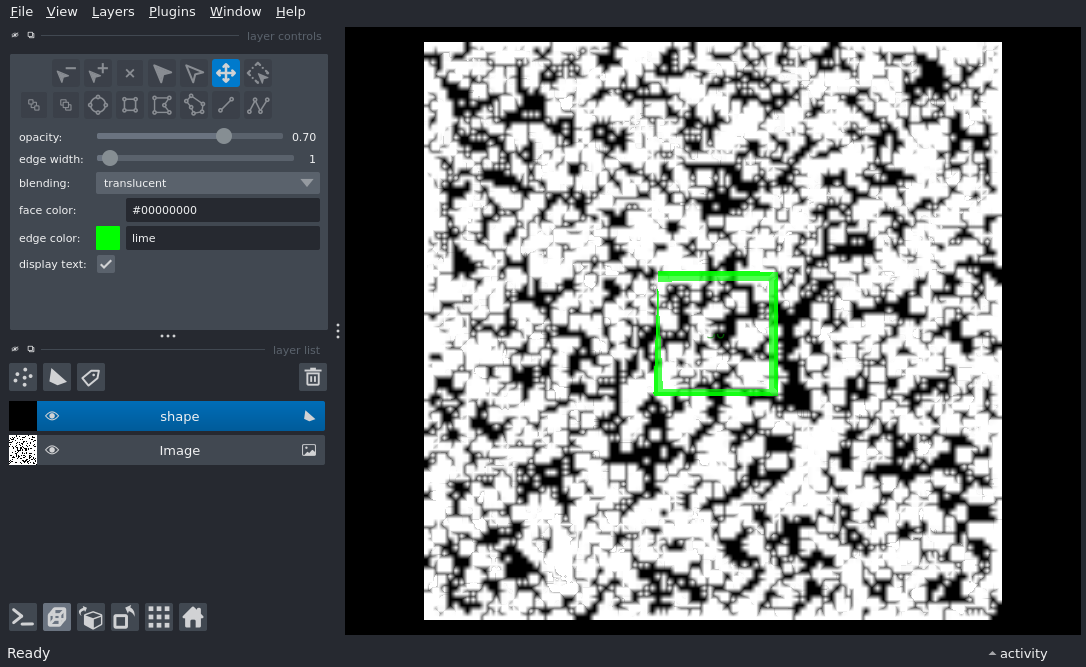 File View Layers Plugins Window Help
layer controls
opacity: 0.70
edge width: 1
blending: translucent
face color: #00000000
edge color: lime
display text:
layer list
shape
Image
Ready
activity